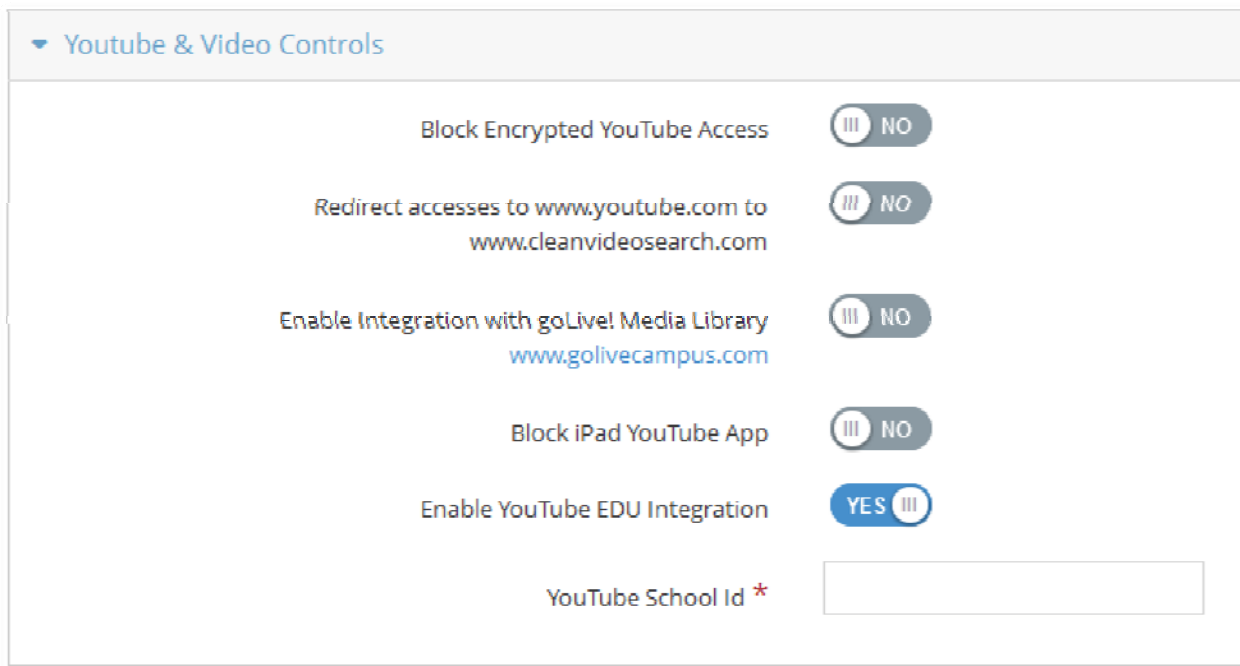 Youtube & Video Controls
Block Encrypted YouTube Access NO
Redirect accesses to www.youtube.com to NO
www.cleanvideosearch.com
Enable Integration with goLive! Media Library NO
www.golivecampus.com
Block iPad YouTube App NO
Enable YouTube EDU Integration YES
YouTube School Id *